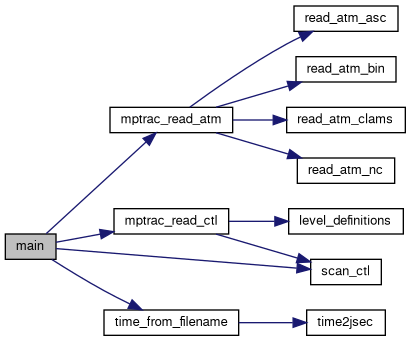 read_atm_asc
read_atm_bin
mptrac_read_atm
read_atm_clams
read_atm_nc
mptrac_read_ctl
level_definitions
main
scan_ctl
time_from_filename
time2jsec